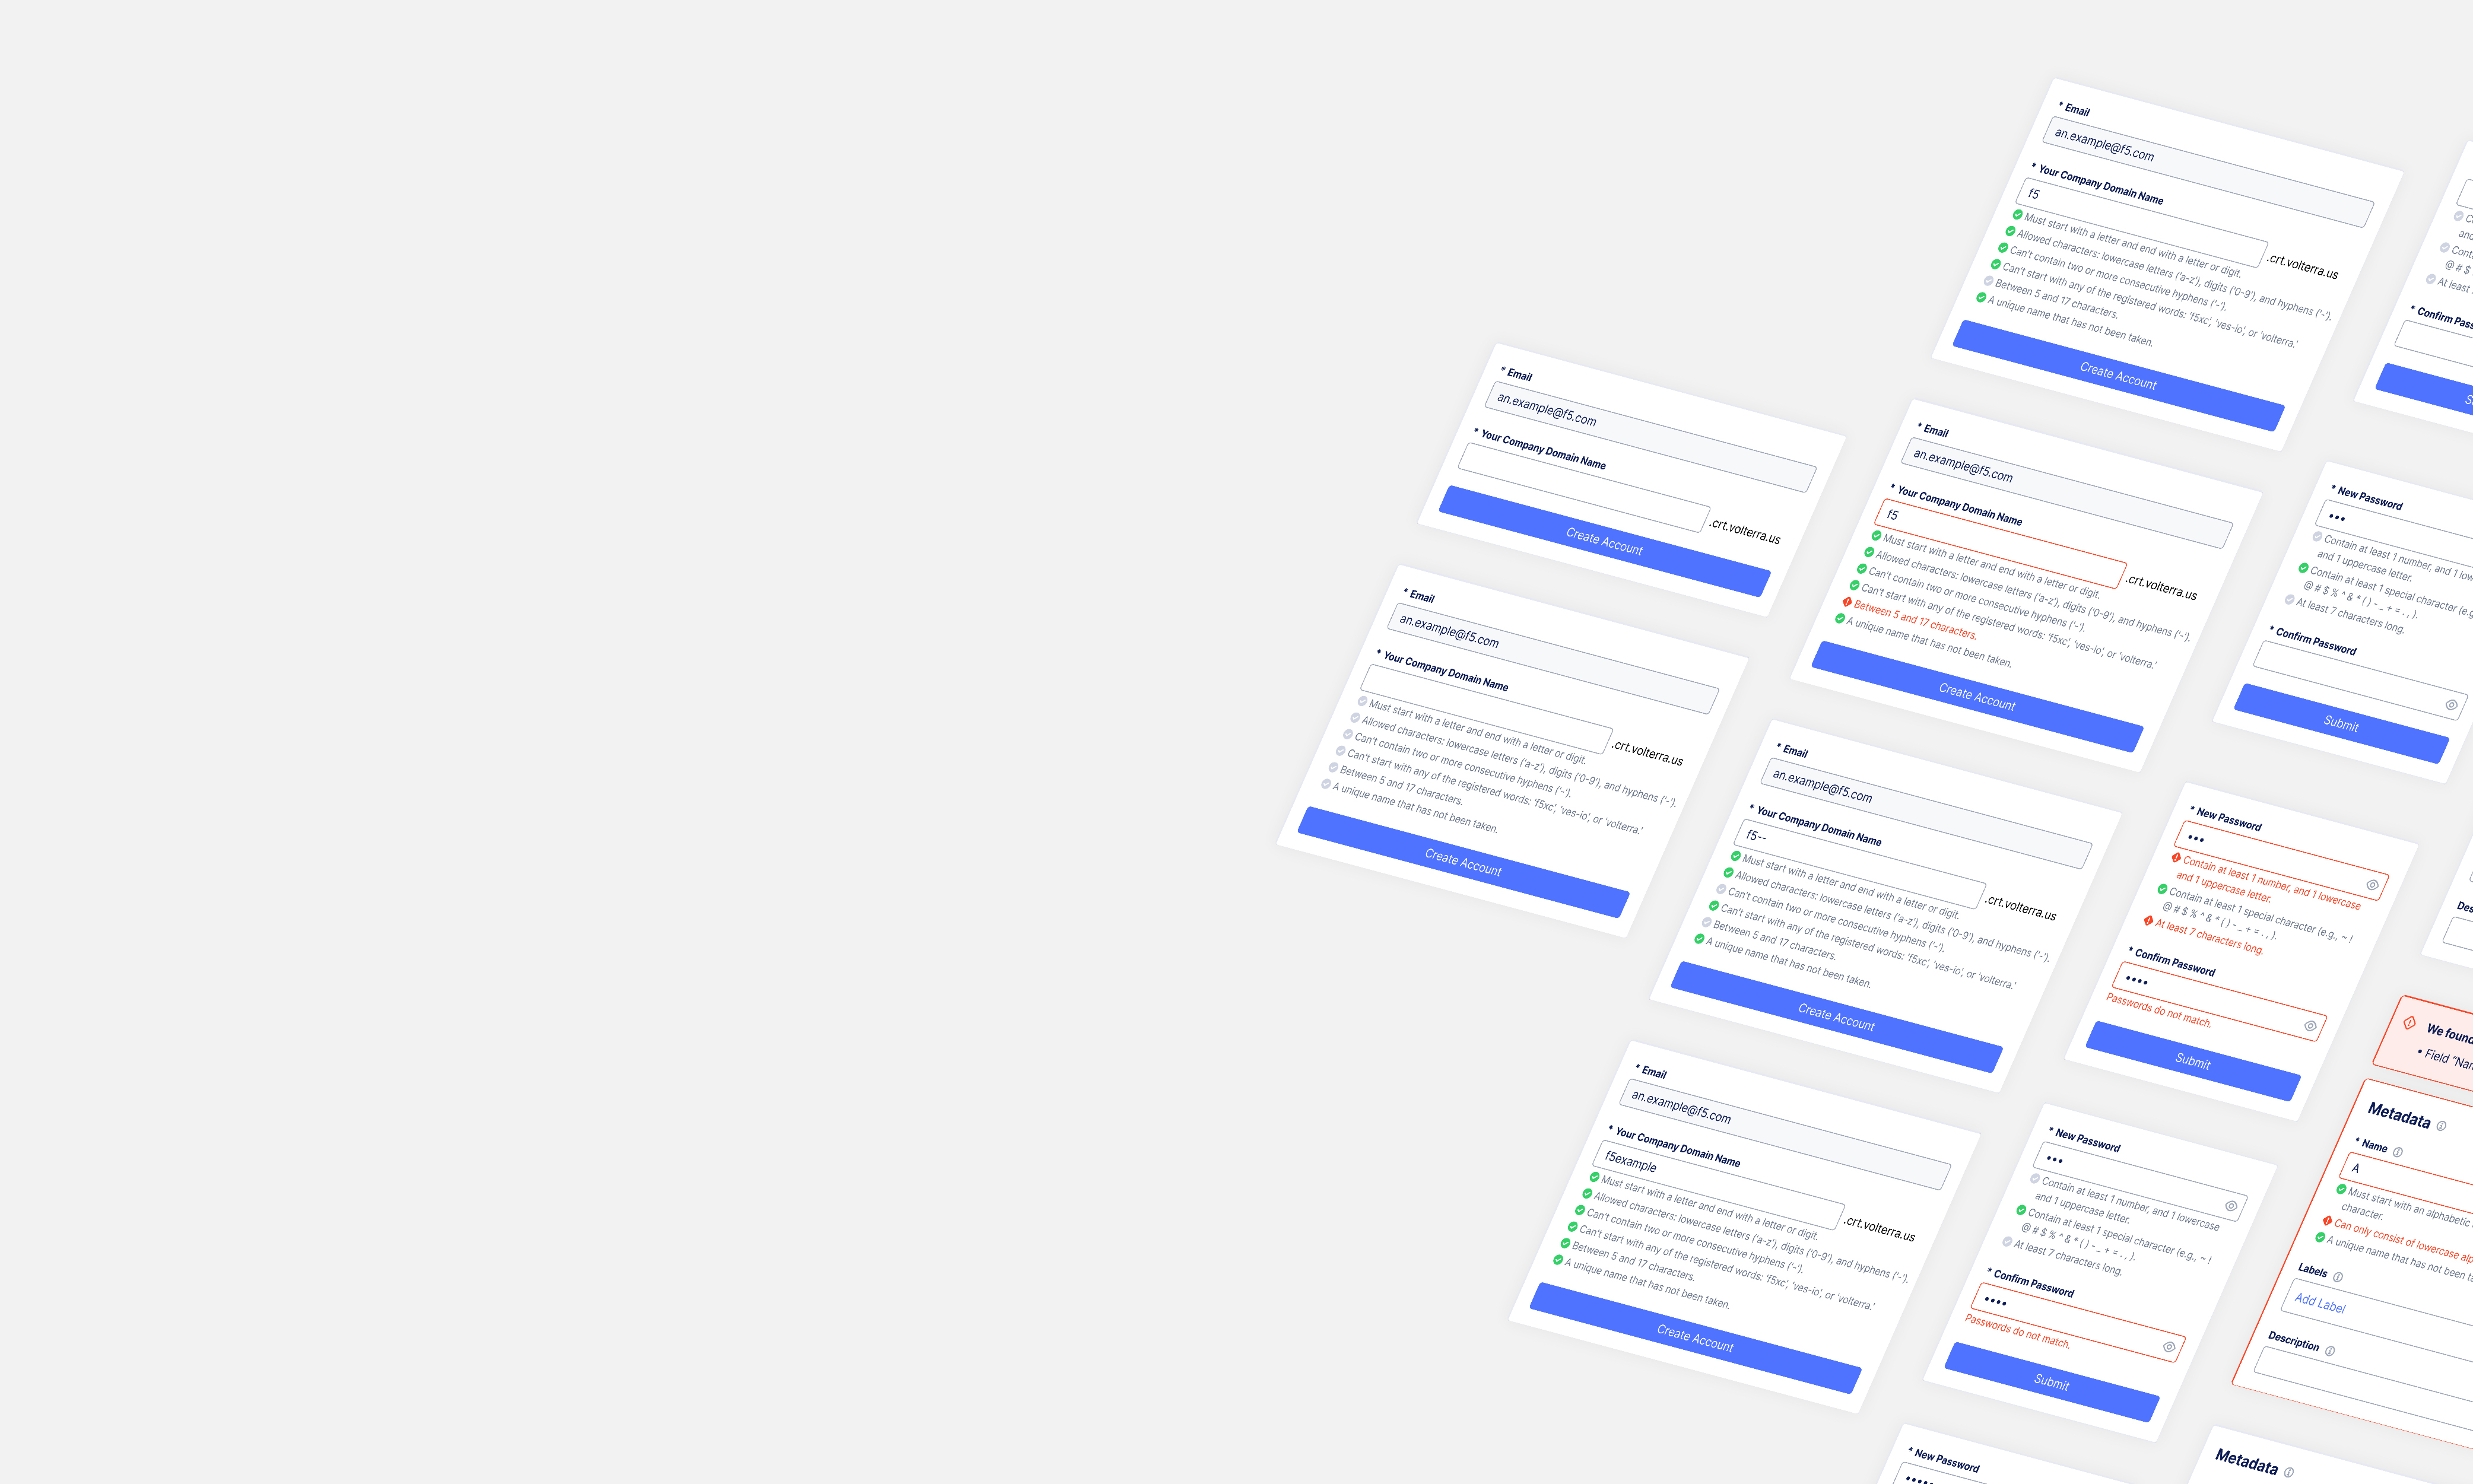 * Email
an.example@f5.com
* Your Company Domain Name
.crt.volterra.us
Create Account
* Email
an.example@f5.com
* Your Company Domain Name
.crt.volterra.us
Must start with a letter and end with a letter or digit.
Allowed characters: lowercase letters ('a-z'), digits ('0-9'), and hyphens ('-').
Can't contain two or more consecutive hyphens ('-').
Can't start with any of the registered words: 'f5xc', 'ves-io', or 'volterra.'
Between 5 and 17 characters.
A unique name that has not been taken.
Create Account
* Email
an.example@f5.com
* Your Company Domain Name
f5
.crt.volterra.us
Must start with a letter and end with a letter or digit.
Allowed characters: lowercase letters ('a-z'), digits ('0-9'), and hyphens ('-').
Can't contain two or more consecutive hyphens ('-').
Can't start with any of the registered words: 'f5xc', 'ves-io', or 'volterra.'
Between 5 and 17 characters.
A unique name that has not been taken.
Create Account
* Email
an.example@f5.com
* Your Company Domain Name
f5
.crt.volterra.us
Must start with a letter and end with a letter or digit.
Allowed characters: lowercase letters ('a-z'), digits ('0-9'), and hyphens ('-').
Can't contain two or more consecutive hyphens ('-').
Can't start with any of the registered words: 'f5xc', 'ves-io', or 'volterra.'
Between 5 and 17 characters.
A unique name that has not been taken.
Create Account
* Email
an.example@f5.com
* Your Company Domain Name
f5--
.crt.volterra.us
Must start with a letter and end with a letter or digit.
Allowed characters: lowercase letters ('a-z'), digits ('0-9'), and hyphens ('-').
Can't contain two or more consecutive hyphens ('-').
Can't start with any of the registered words: 'f5xc', 'ves-io', or 'volterra.'
Between 5 and 17 characters.
A unique name that has not been taken.
Create Account
* Email
an.example@f5.com
* Your Company Domain Name
f5example
.crt.volterra.us
Must start with a letter and end with a letter or digit.
Allowed characters: lowercase letters ('a-z'), digits ('0-9'), and hyphens ('-').
Can't contain two or more consecutive hyphens ('-').
Can't start with any of the registered words: 'f5xc', 'ves-io', or 'volterra.'
Between 5 and 17 characters.
A unique name that has not been taken.
Create Account
and
@ # $
At least
* Confirm
* New Password
•••
Contain at least 1 number, and 1
and 1 uppercase letter.
Contain at least 1 special character
@ # $ % ^ & * ( ) - _ + = . , ).
At least 7 characters long.
* Confirm Password
Submit
* New Password
•••
Contain at least 1 number, and 1 lowercase
and 1 uppercase letter.
Contain at least 1 special character (e.g., ~ !
@ # $ % ^ & * ( ) - _ + = . , ).
At least 7 characters long.
* Confirm Password
••••
Passwords do not match.
Submit
* New Password
•••
Contain at least 1 number, and 1 lowercase
and 1 uppercase letter.
Contain at least 1 special character (e.g., ~ !
@ # $ % ^ & * ( ) - _ + = . , ).
At least 7 characters long.
* Confirm Password
••••
Passwords do not match.
Submit
* New Password
•••••
We found
• Field
Metadata
* Name
A
Must start with an alphabetic
character.
Can only consist of lowercase
A unique name that has not been
Labels
Add Label
Description
Metadata